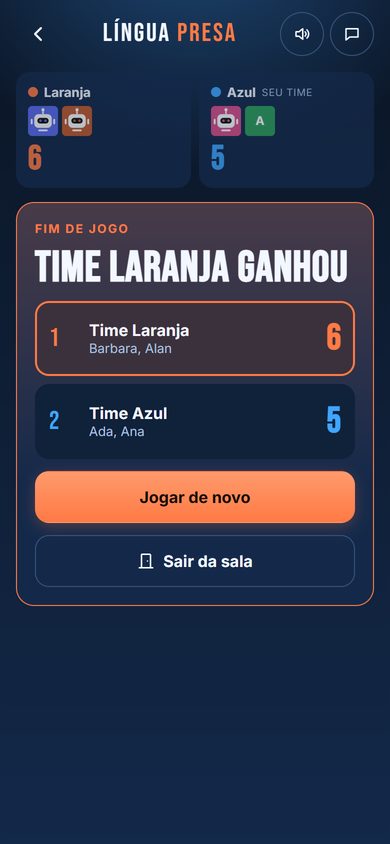 LÍNGUA PRESA
Laranja
6
Azul SEU TIME
A
5
FIM DE JOGO
TIME LARANJA GANHOU
1 Time Laranja 6
Barbara, Alan
2 Time Azul 5
Ada, Ana
Jogar de novo
Sair da sala